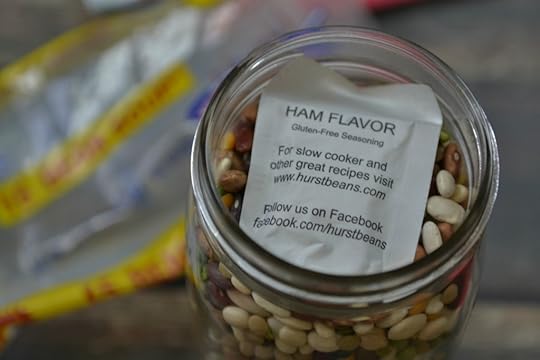 HAM FLAVOR
Gluten-Free Seasoning
For slow cooker and
other great recipes visit
www.hurstbeans.com
Follow us on Facebook
facebook.com/hurstbeans